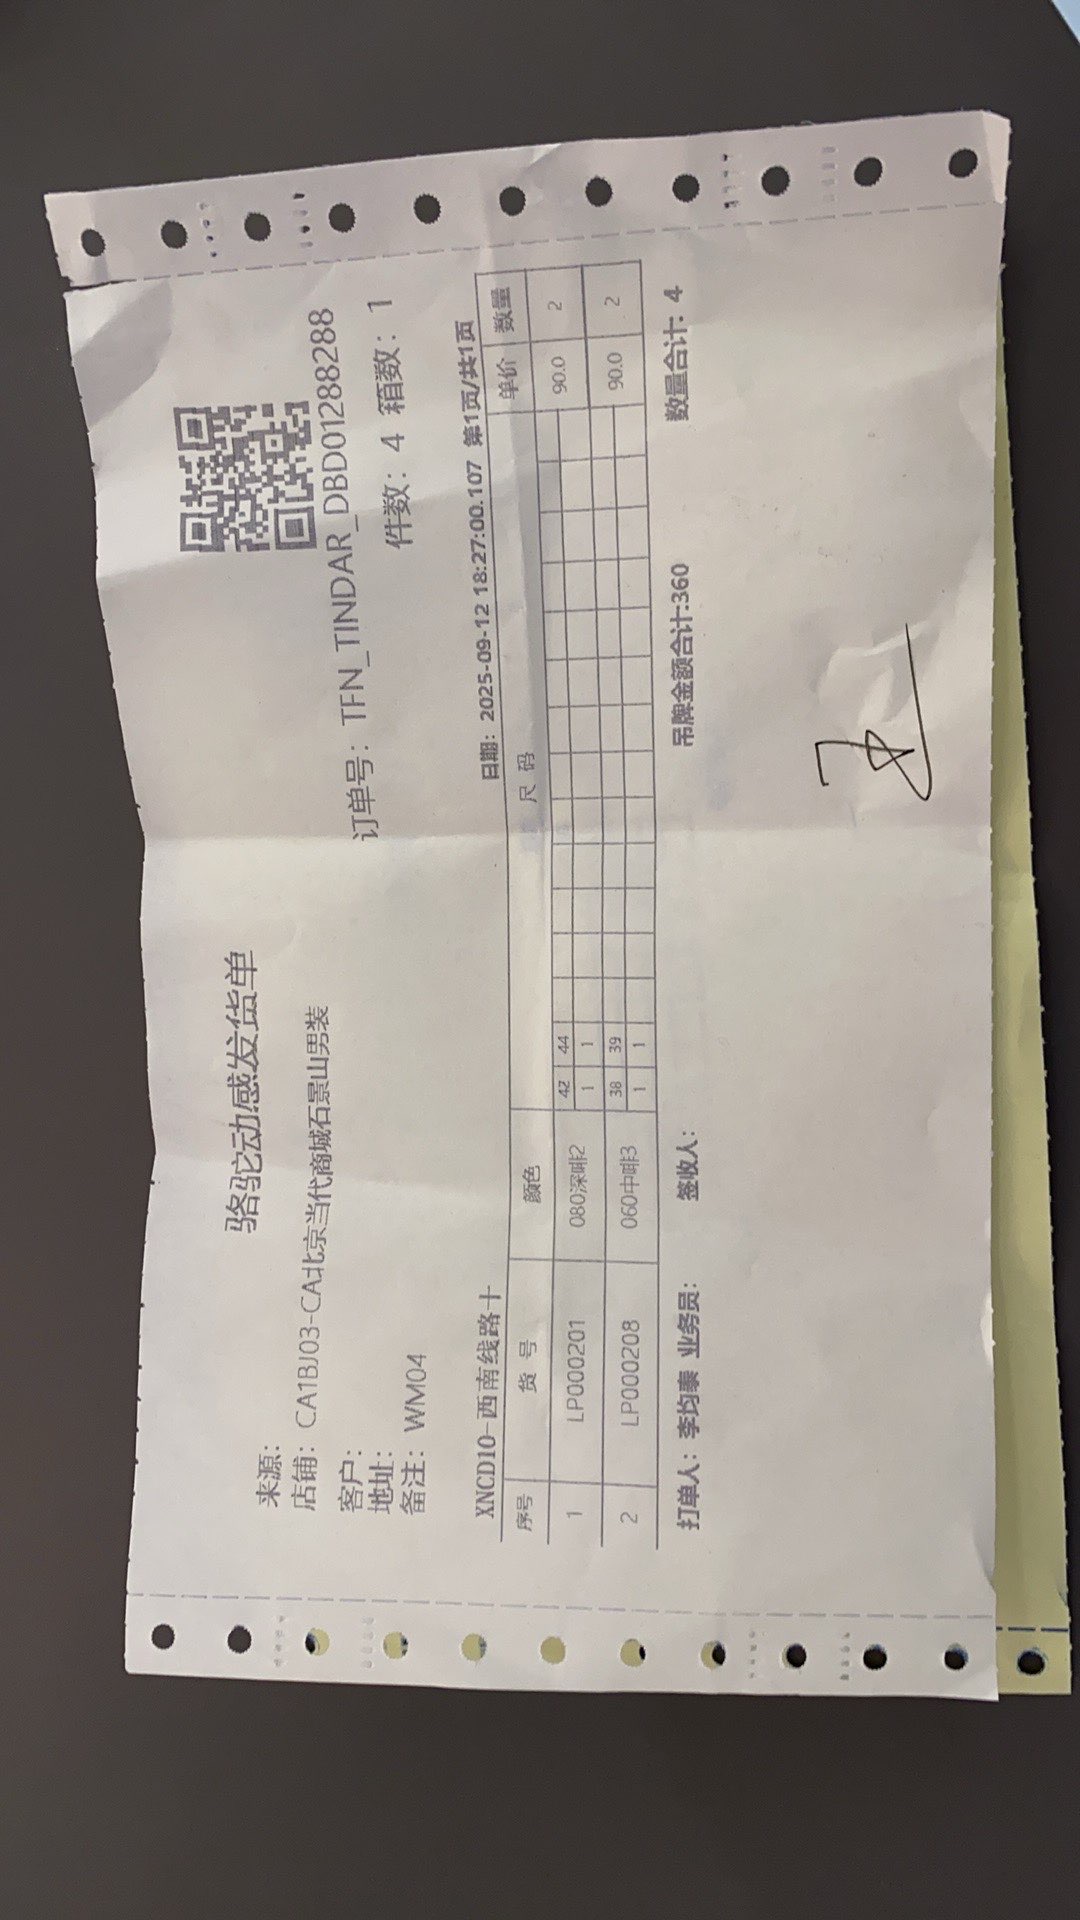 骆驼动感发货单
来源：
店铺：CA1BJ03-CA北京当代商城石景山男装
订单号：TFN_TINDAR_DBD01288288
客户：
地址：
件数：4 箱数：1
备注：WM04
XNCD10-西南线路十 日期：2025-09-12 18:27:00.107 第1页/共1页
序号 货 号 颜色 尺 码 单价 数量
1 LP000201 080深啡2 42 44 90.0 2
1 1
2 LP000208 060中啡3 38 39 90.0 2
1 1
打单人：李均泰 业务员： 签收人： 吊牌金额合计:360 数量合计: 4